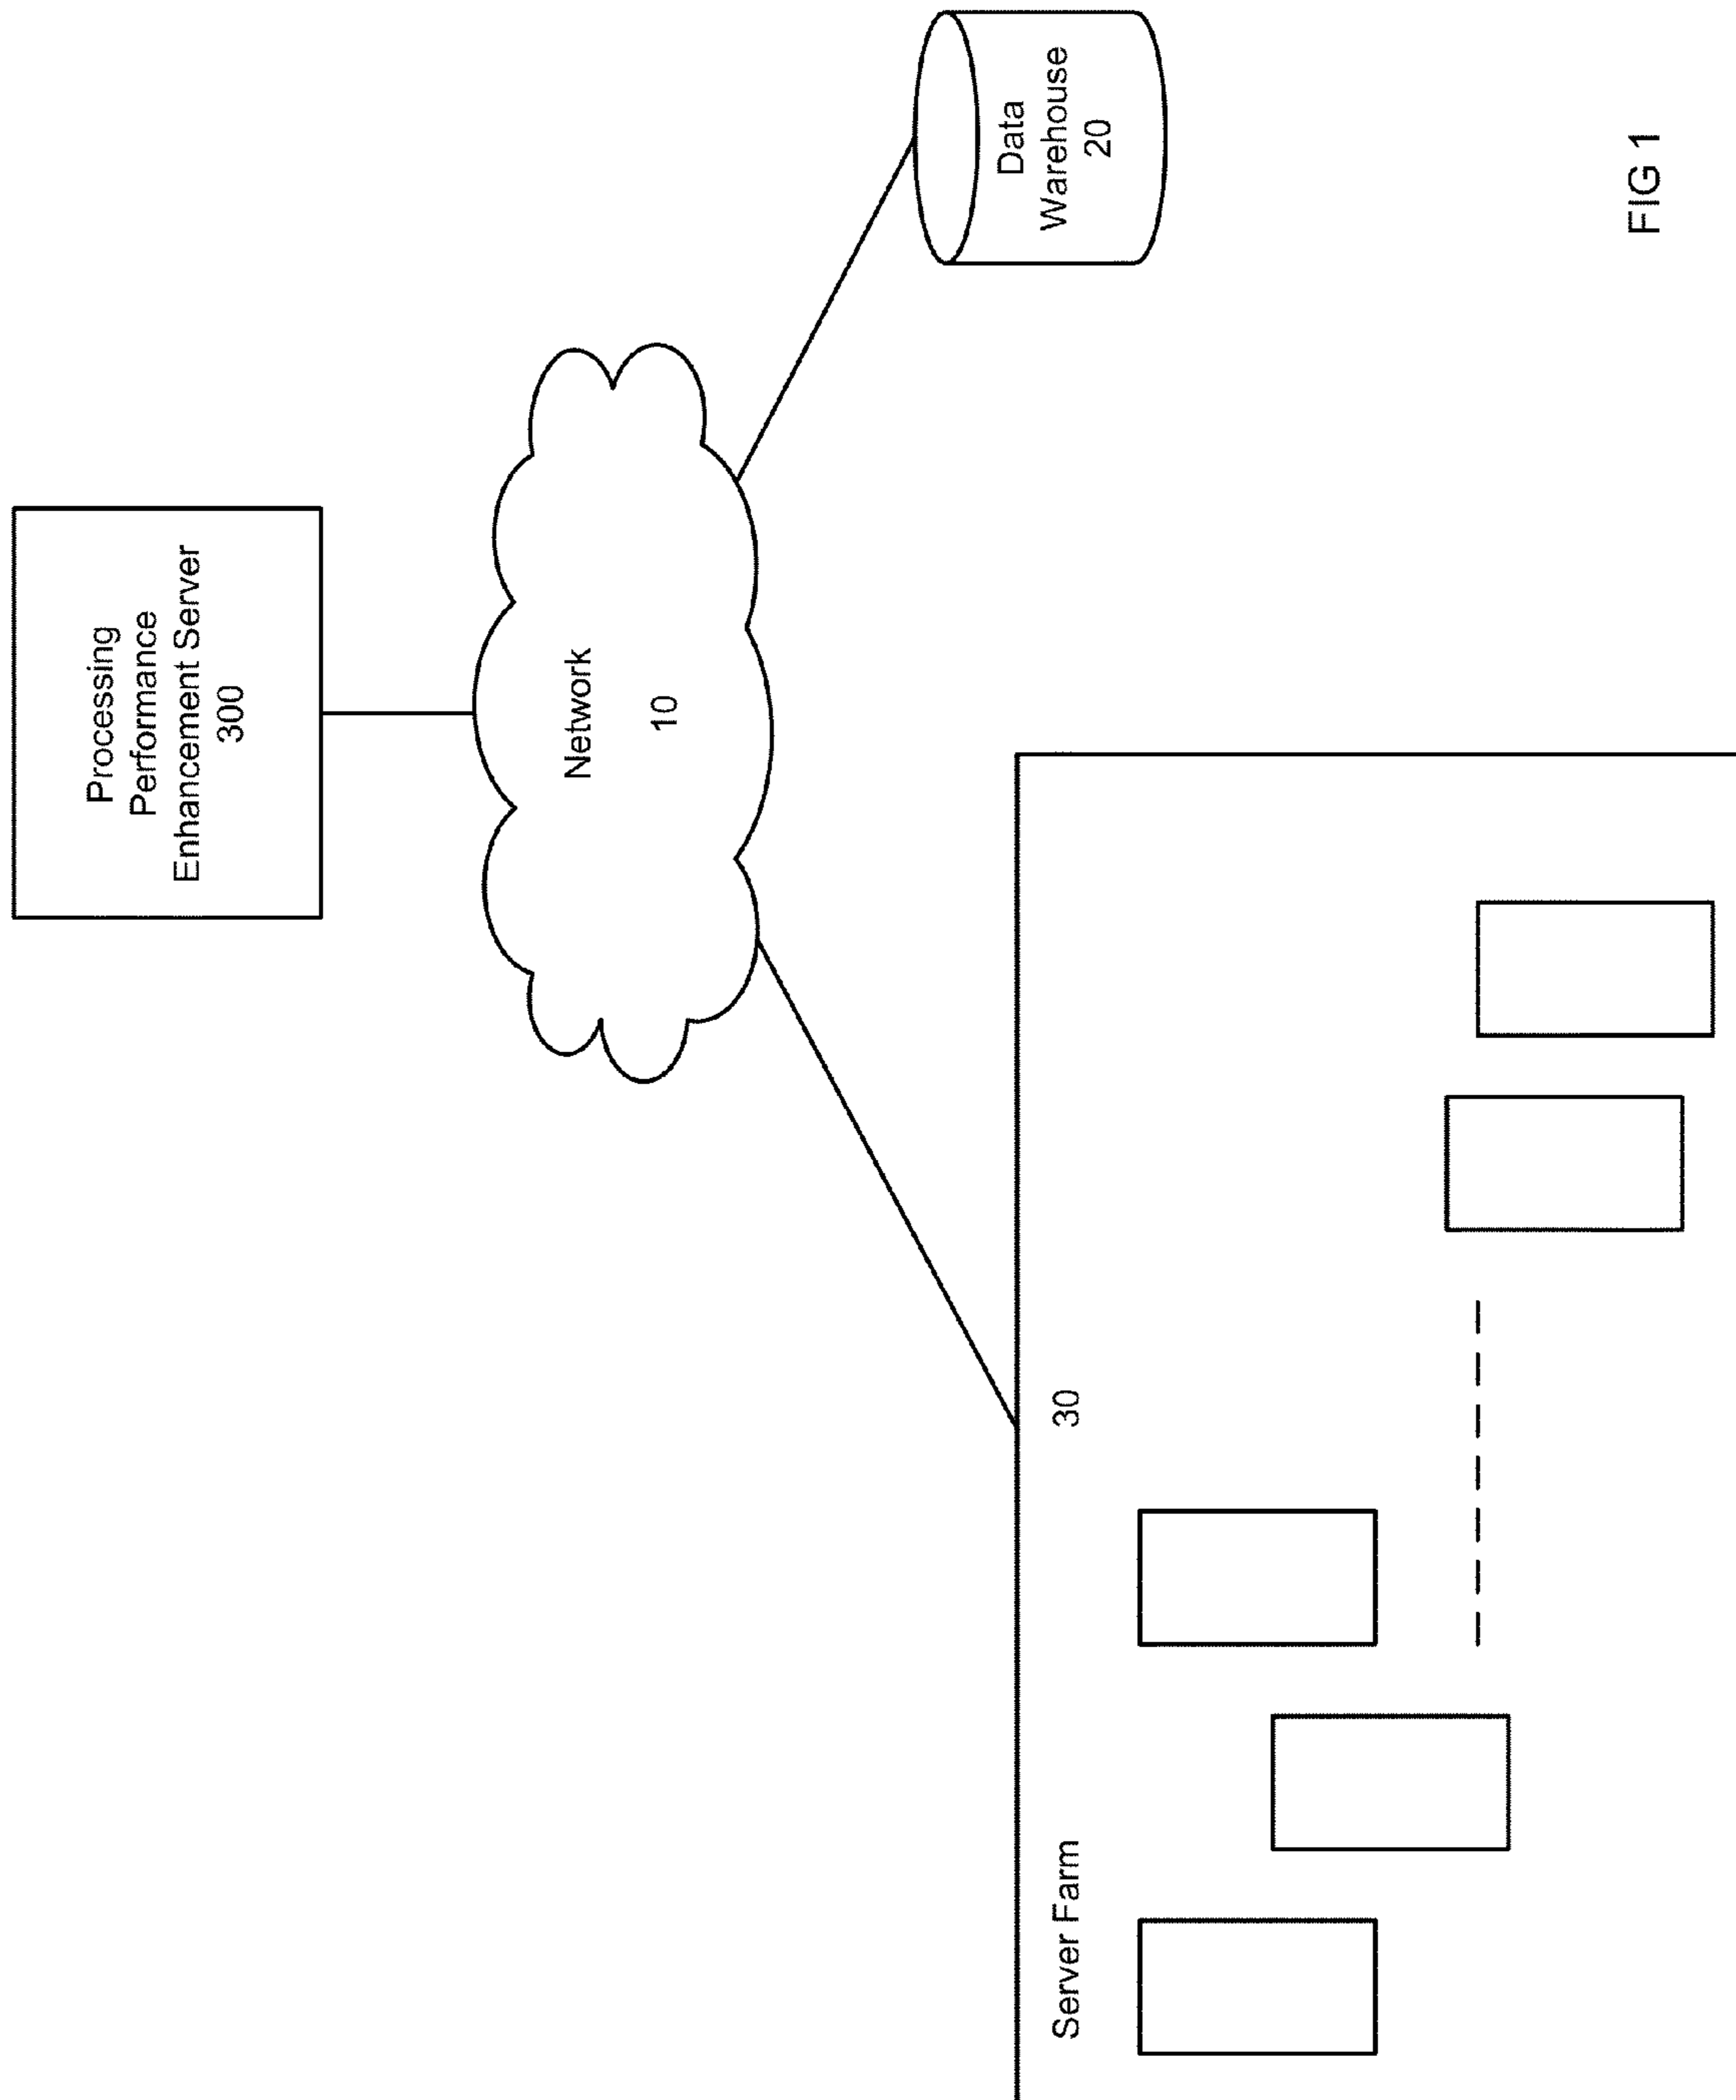 Processing
Performance
Enhancement Server
300
Network
10
Data
Warehouse
20
Server Farm
30
FIG 1